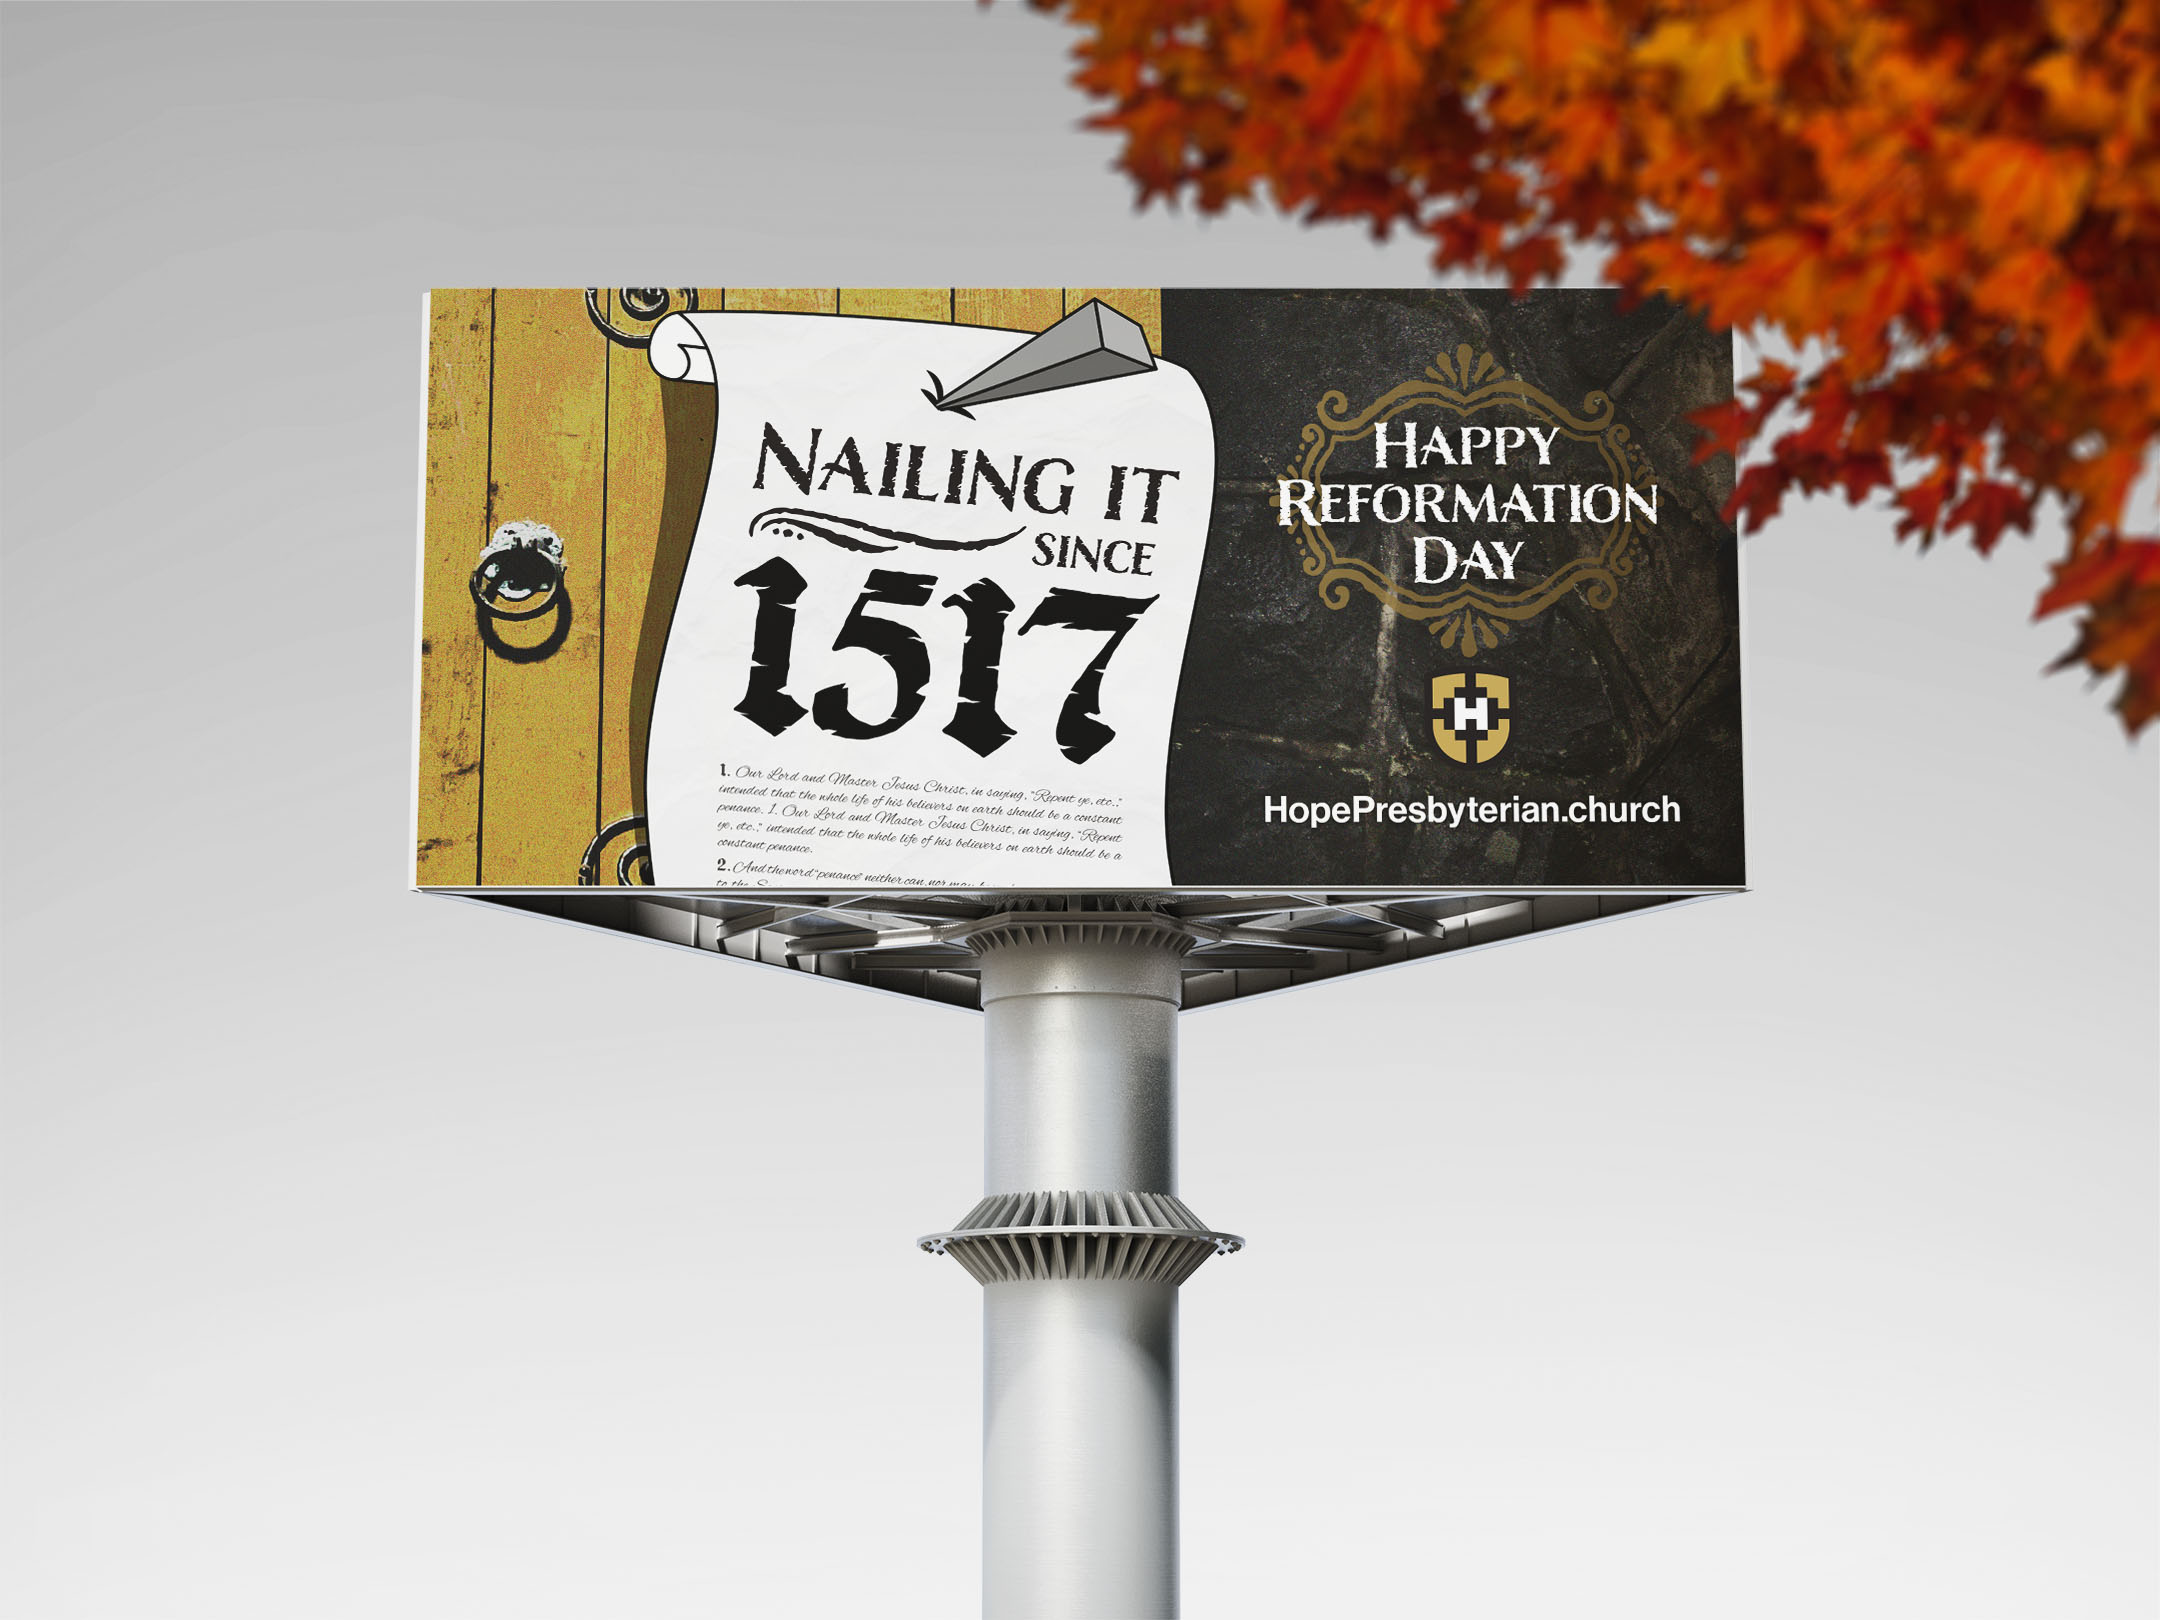 NAILING IT
SINCE
1517
1. Our Lord and Master Jesus Christ, in saying, "Repent ye, etc.,"
intended that the whole life of his believers on earth should be a constant
penance. 1. Our Lord and Master Jesus Christ, in saying, "Repent
ye, etc.," intended that the whole life of his believers on earth should be a
constant penance.
2. And the word "penance" neither can, nor may
to the
HAPPY
REFORMATION
DAY
H
HopePresbyterian.church